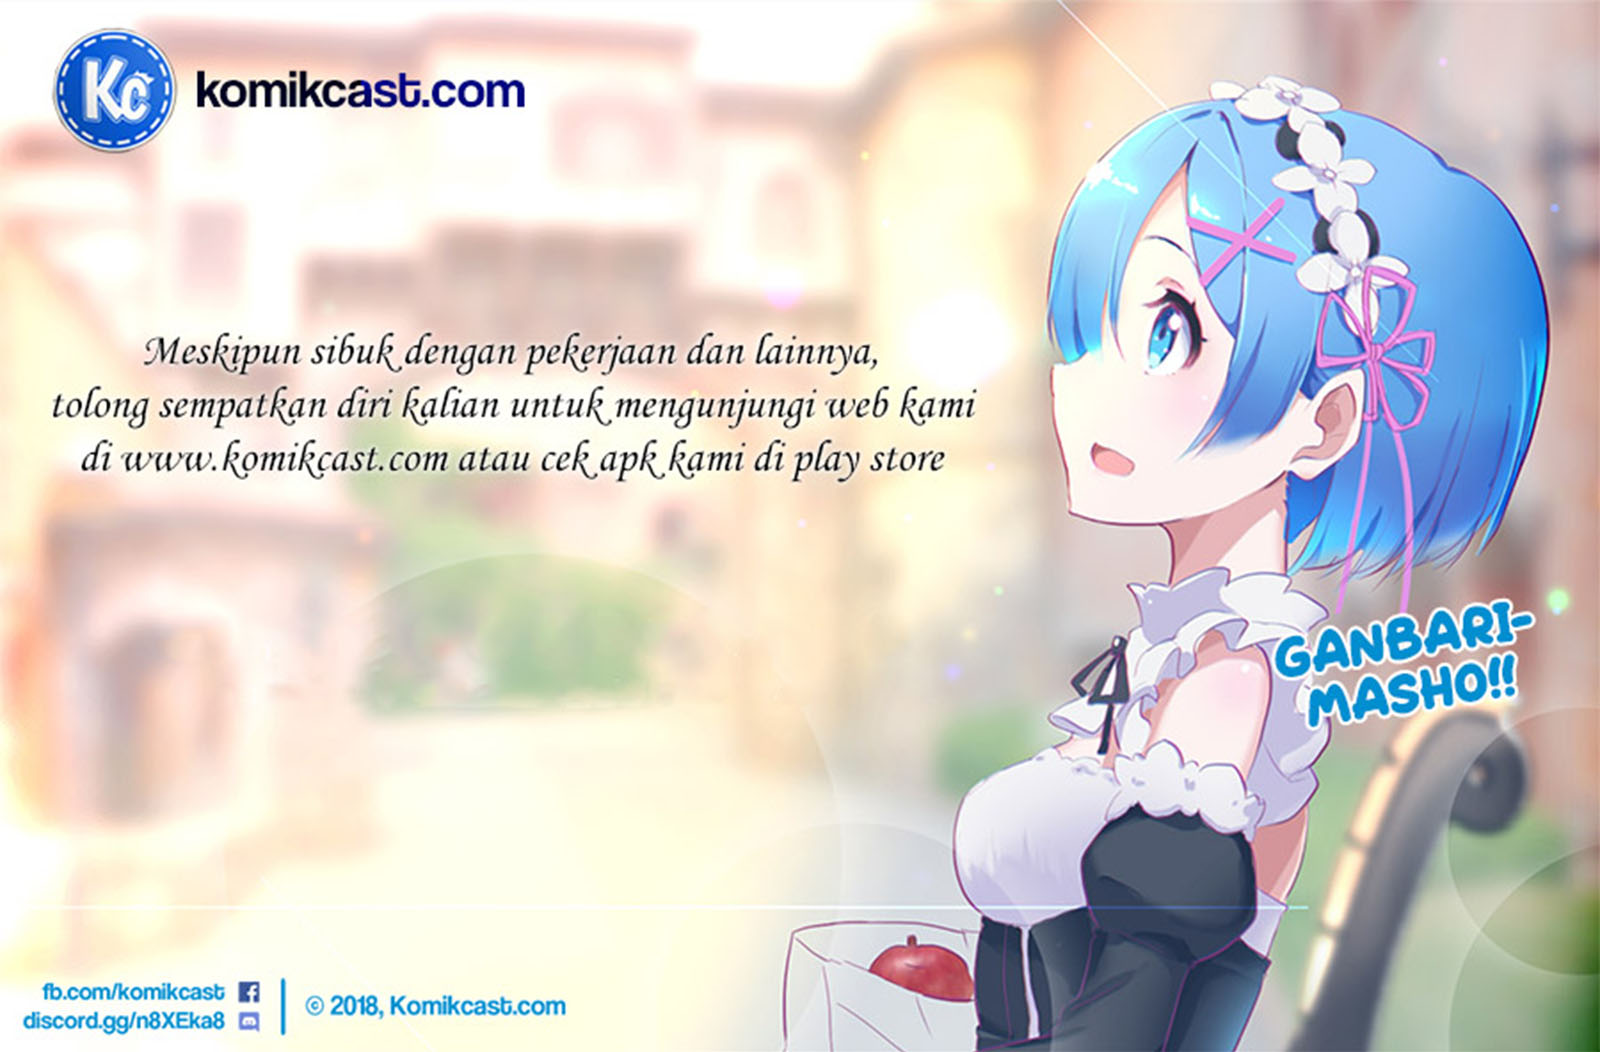 Kc
komikcast.com
Meskipun sibuk dengan pekerjaan dan lainnya,
tolong sempatkan diri kalian untuk mengunjungi web kami
di www.komikcast.com atau cek apk kami di play store
GANBARI-
MASHO!!
fb.com/komikcast
discord.gg/n8XEka8
© 2018, Komikcast.com